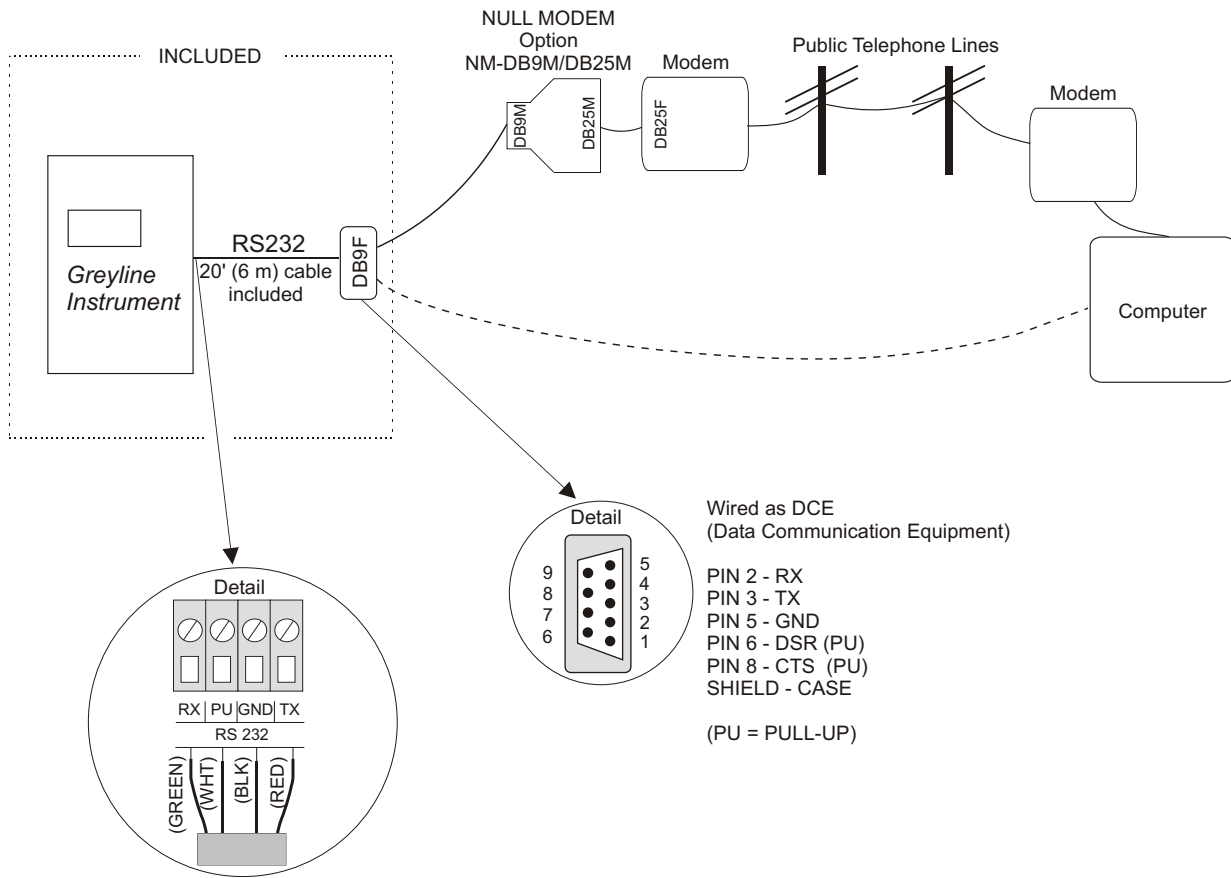 INCLUDED
NULL MODEM
Option
NM-DB9M/DB25M
DB9M
DB25M
Modem
DB25F
Public Telephone Lines
Modem
Greyline
Instrument
RS232
20' (6 m) cable
included
DB9F
Computer
Detail
RX PU GND TX
RS 232
(GREEN)
(WHT)
(BLK)
(RED)
Detail
9
8
7
6
5
4
3
2
1
Wired as DCE
(Data Communication Equipment)
PIN 2 - RX
PIN 3 - TX
PIN 5 - GND
PIN 6 - DSR (PU)
PIN 8 - CTS (PU)
SHIELD - CASE
(PU = PULL-UP)